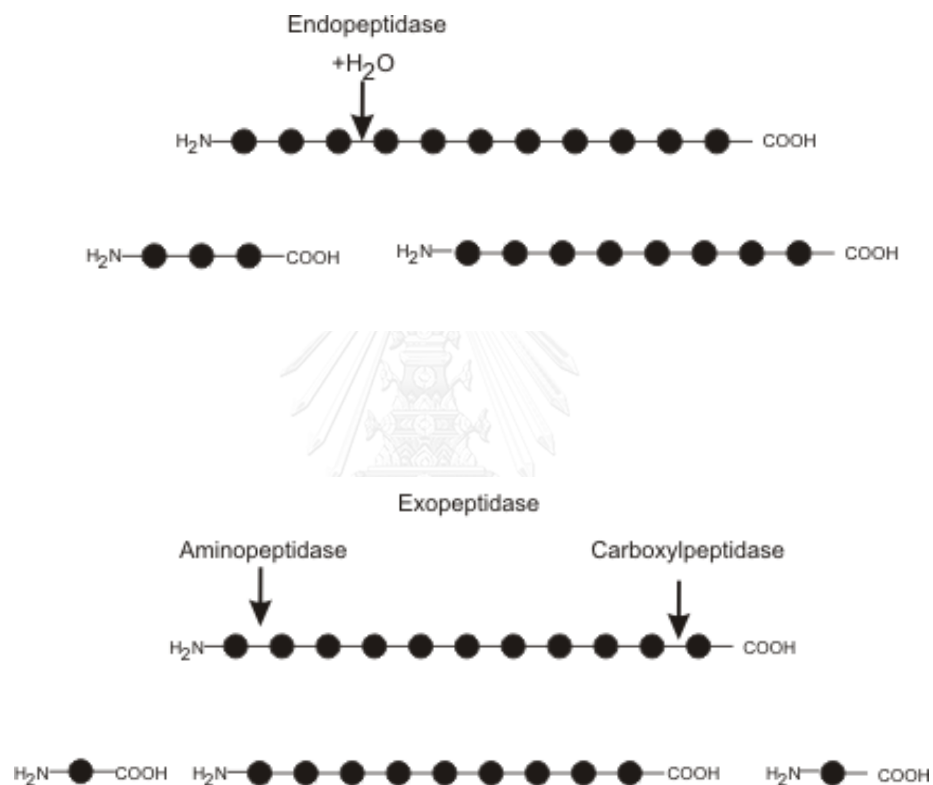 Endopeptidase
+H₂O
H₂N COOH
H₂N COOH H₂N COOH
Exopeptidase
Aminopeptidase Carboxylpeptidase
H₂N COOH
H₂N COOH H₂N COOH H₂N COOH